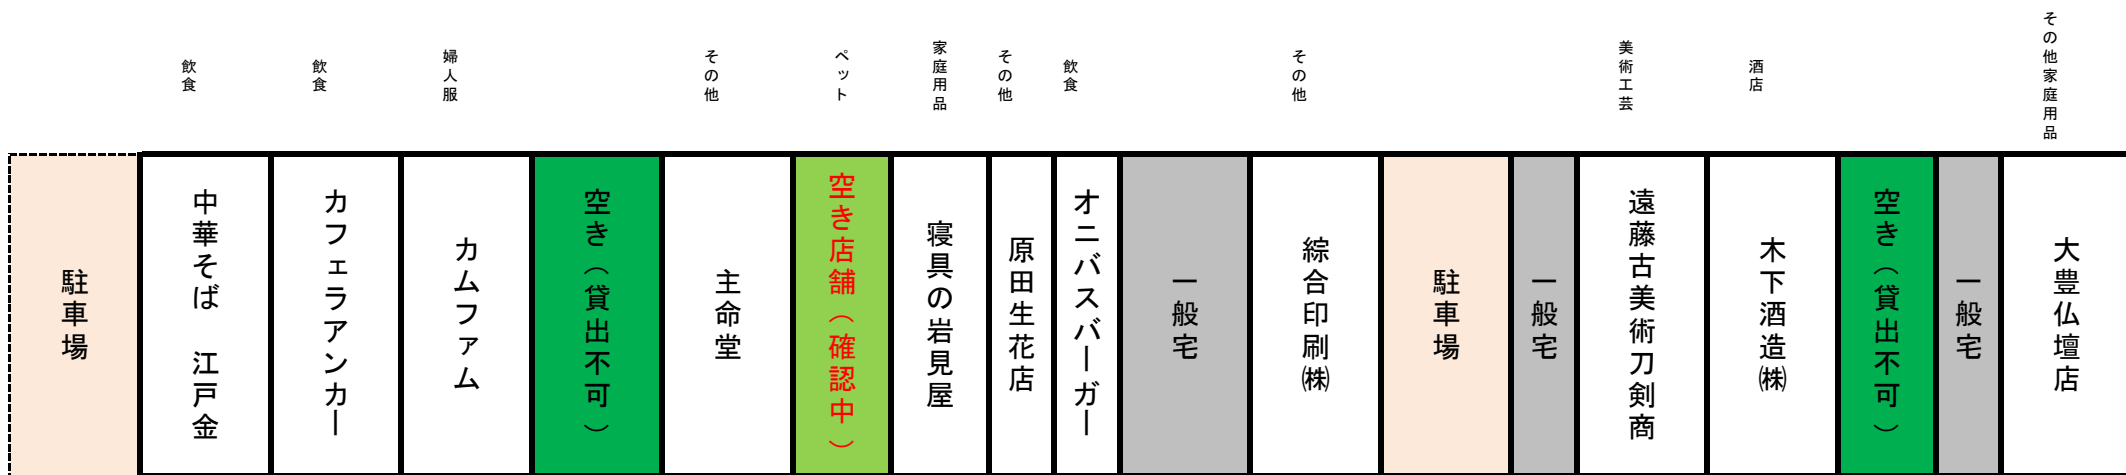 飲食
飲食
婦人服
その他
ペット
家庭用品
その他
飲食
その他
美術工芸
酒店
その他家庭用品
駐車場
中華そば　江戸金
カフェラアンカー
カムファム
空き（貸出不可）
主命堂
空き店舗（確認中）
寝具の岩見屋
原田生花店
オニバスバーガー
一般宅
綜合印刷㈱
駐車場
一般宅
遠藤古美術刀剣商
木下酒造㈱
空き（貸出不可）
一般宅
大豊仏壇店